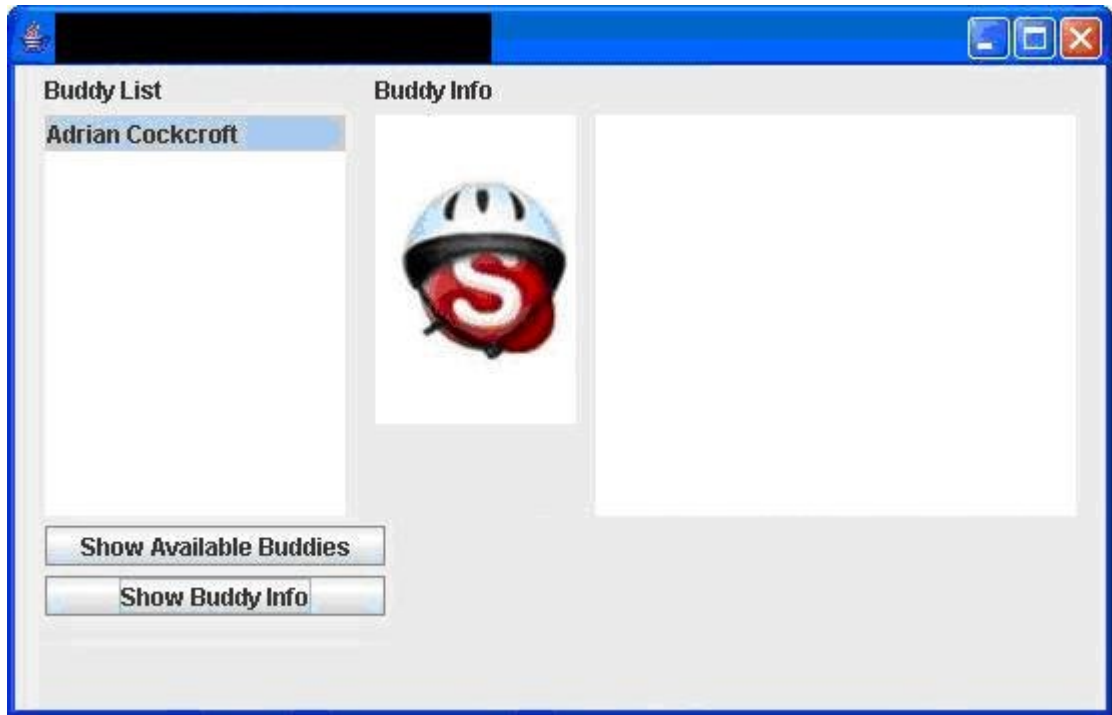 Buddy List
Buddy Info
Adrian Cockcroft
S
Show Available Buddies
Show Buddy Info